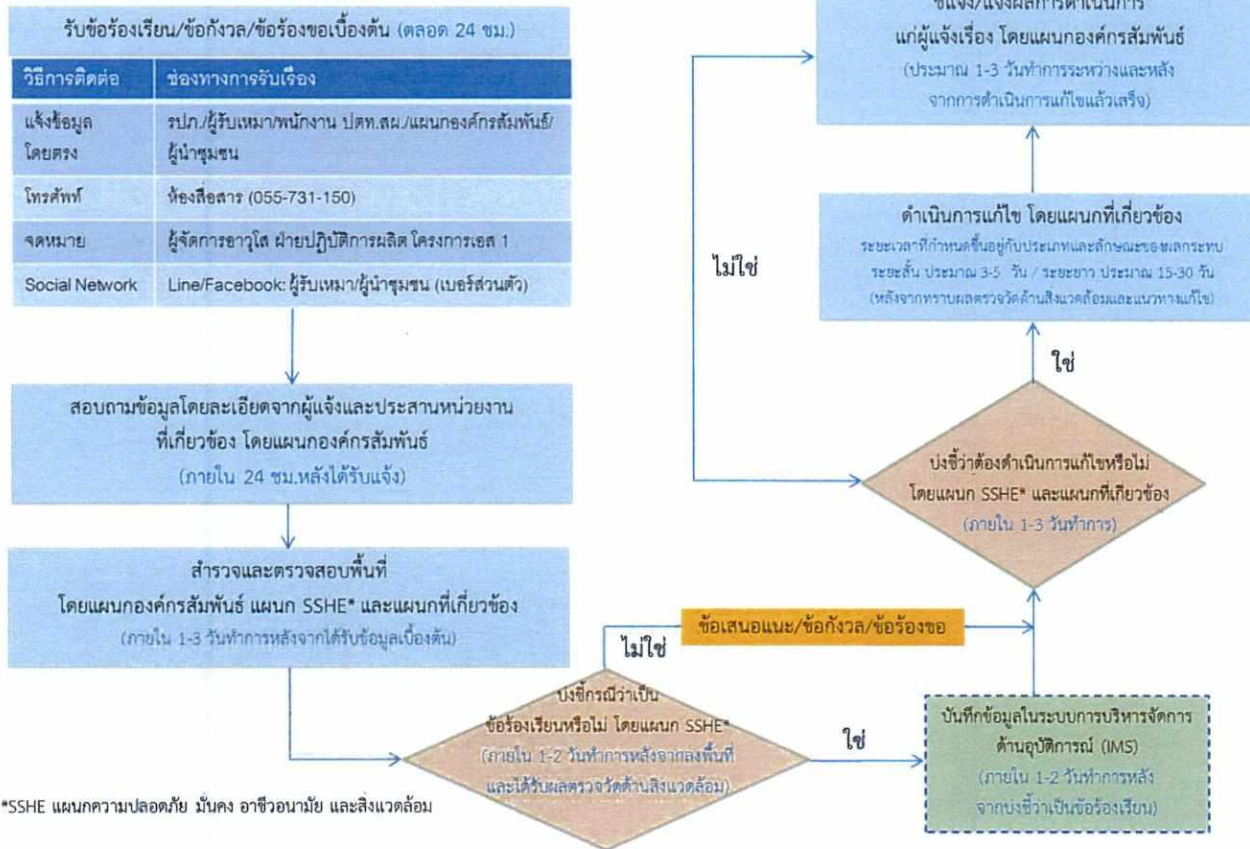 รับข้อร้องเรียน/ข้อกังวล/ข้อร้องขอเบื้องต้น (ตลอด 24 ชม.)
วิธีการติดต่อ ช่องทางการรับเรื่อง
แจ้งข้อมูล
โดยตรง
รปภ./ผู้รับเหมา/พนักงาน ปตท.สผ./แผนกองค์กรสัมพันธ์/
ผู้นำชุมชน
โทรศัพท์ ห้องสื่อสาร (055-731-150)
จดหมาย ผู้จัดการอาวุโส ฝ่ายปฏิบัติการผลิต โครงการเอส 1
Social Network Line/Facebook: ผู้รับเหมา/ผู้นำชุมชน (เบอร์ส่วนตัว)
สอบถามข้อมูลโดยละเอียดจากผู้แจ้งและประสานหน่วยงาน
ที่เกี่ยวข้อง โดยแผนกองค์กรสัมพันธ์
(ภายใน 24 ชม.หลังได้รับแจ้ง)
สำรวจและตรวจสอบพื้นที่
โดยแผนกองค์กรสัมพันธ์ แผนก SSHE* และแผนกที่เกี่ยวข้อง
(ภายใน 1-3 วันทำการหลังจากได้รับข้อมูลเบื้องต้น)
บ่งชี้กรณีว่าเป็น
ข้อร้องเรียนหรือไม่ โดยแผนก SSHE*
(ภายใน 1-2 วันทำการหลังจากลงพื้นที่
และได้รับผลตรวจวัดด้านสิ่งแวดล้อม)
ไม่ใช่
ข้อเสนอแนะ/ข้อกังวล/ข้อร้องขอ
ใช่
บันทึกข้อมูลในระบบการบริหารจัดการ
ด้านอุบัติการณ์ (IMS)
(ภายใน 1-2 วันทำการหลัง
จากบ่งชี้ว่าเป็นข้อร้องเรียน)
บ่งชี้ว่าต้องดำเนินการแก้ไขหรือไม่
โดยแผนก SSHE* และแผนกที่เกี่ยวข้อง
(ภายใน 1-3 วันทำการ)
ไม่ใช่
ใช่
ดำเนินการแก้ไข โดยแผนกที่เกี่ยวข้อง
ระยะเวลาที่กำหนดขึ้นอยู่กับประเภทและลักษณะของผลกระทบ
ระยะสั้น ประมาณ 3-5 วัน / ระยะยาว ประมาณ 15-30 วัน
(หลังจากทราบผลตรวจวัดด้านสิ่งแวดล้อมและแนวทางแก้ไข)
ชี้แจง/แจ้งผลการดำเนินการ
แก่ผู้แจ้งเรื่อง โดยแผนกองค์กรสัมพันธ์
(ประมาณ 1-3 วันทำการระหว่างและหลัง
จากการดำเนินการแก้ไขแล้วเสร็จ)
*SSHE แผนกความปลอดภัย มั่นคง อาชีวอนามัย และสิ่งแวดล้อม